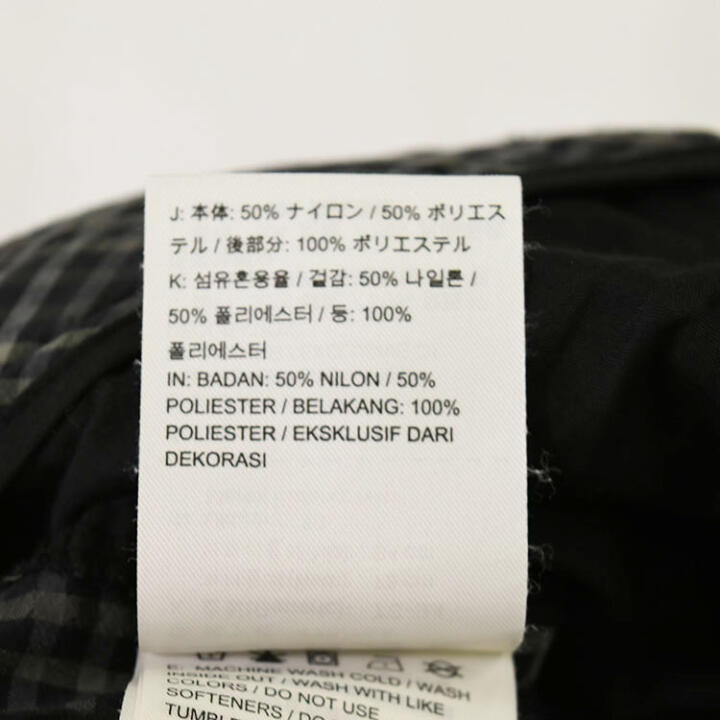 J: 本体: 50% ナイロン / 50% ポリエス
テル / 後部分: 100% ポリエステル
K: 섬유혼용율 / 겉감: 50% 나일론 /
50% 폴리에스터 / 등: 100%
폴리에스터
IN: BADAN: 50% NILON / 50%
POLIESTER / BELAKANG: 100%
POLIESTER / EKSKLUSIF DARI
DEKORASI
E: MACHINE WASH COLD / WASH
INSIDE OUT / WASH WITH LIKE
COLORS / DO NOT USE
SOFTENERS / DO